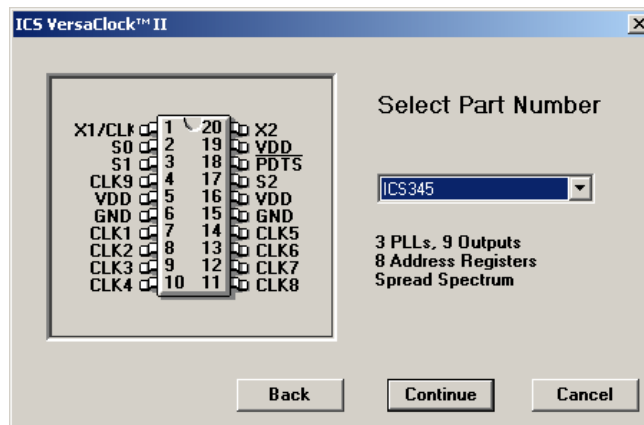 ICS VersaClock™ II
Select Part Number
X1/CLK 1 20 X2
S0 2 19 VDD
S1 3 18 PDTS
CLK9 4 17 S2
VDD 5 16 VDD
GND 6 15 GND
CLK1 7 14 CLK5
CLK2 8 13 CLK6
CLK3 9 12 CLK7
CLK4 10 11 CLK8
ICS345
3 PLLs, 9 Outputs
8 Address Registers
Spread Spectrum
Back Continue Cancel